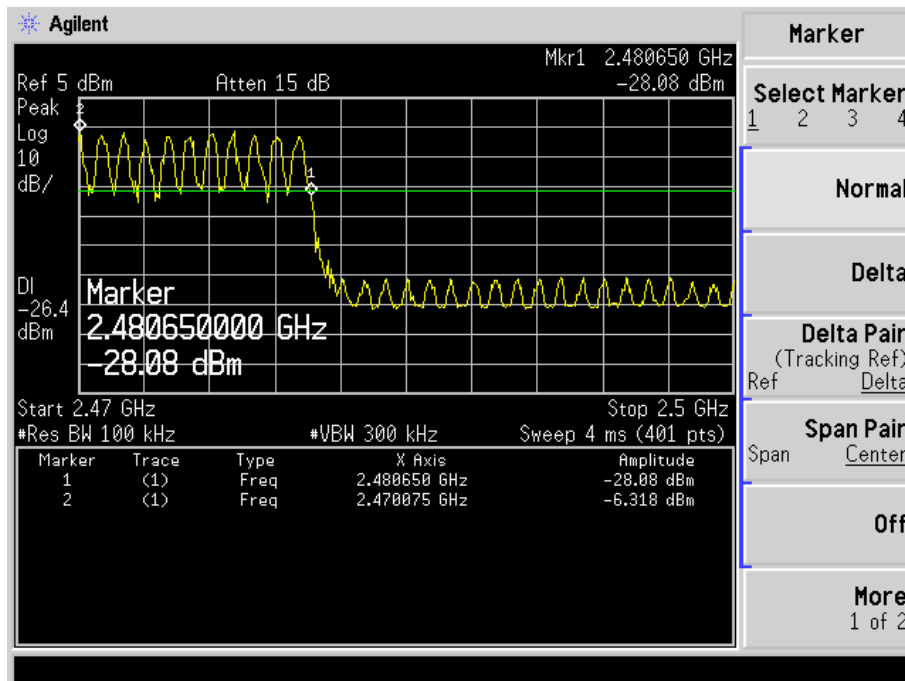 Agilent
Mkr1 2.480650 GHz
Ref 5 dBm Atten 15 dB -28.08 dBm
Peak
Log
10
dB/
2
1
DI
-26.4
dBm
Marker
2.480650000 GHz
-28.08 dBm
Start 2.47 GHz Stop 2.5 GHz
#Res BW 100 kHz #VBW 300 kHz Sweep 4 ms (401 pts)
Marker Trace Type X Axis Amplitude
1 (1) Freq 2.480650 GHz -28.08 dBm
2 (1) Freq 2.470075 GHz -6.318 dBm
Marker
Select Marker
1 2 3 4
Normal
Delta
Delta Pair
(Tracking Ref)
Ref Delta
Span Pair
Span Center
Off
More
1 of 2